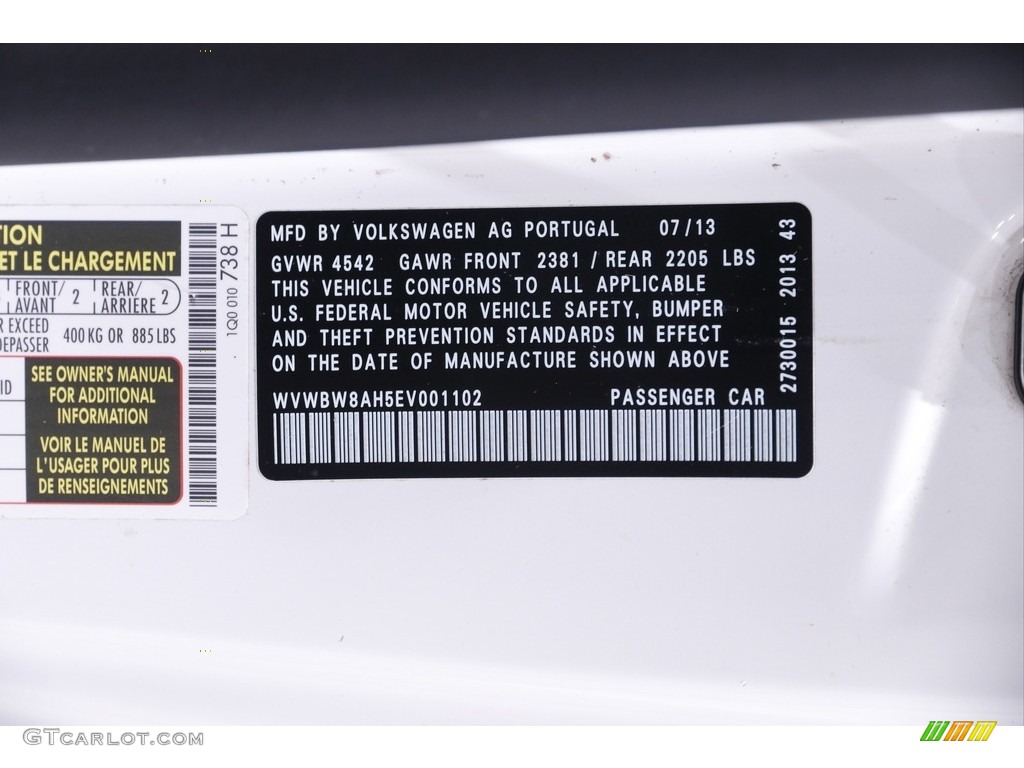 TION
ET LE CHARGEMENT
FRONT/
AVANT 2
REAR/
ARRIÈRE 2
EXCEED
400 KG OR 885 LBS
SEE OWNER'S MANUAL
FOR ADDITIONAL
INFORMATION
VOIR LE MANUEL DE
L'USAGER POUR PLUS
DE RENSEIGNEMENTS
1Q0 010 738 H
MFD BY VOLKSWAGEN AG PORTUGAL 07/13
GVWR 4542 GAWR FRONT 2381 / REAR 2205 LBS
THIS VEHICLE CONFORMS TO ALL APPLICABLE
U.S. FEDERAL MOTOR VEHICLE SAFETY, BUMPER
AND THEFT PREVENTION STANDARDS IN EFFECT
ON THE DATE OF MANUFACTURE SHOWN ABOVE
WVWBW8AH5EV001102 PASSENGER CAR
27300015 2013 43
GTCARLOT.COM